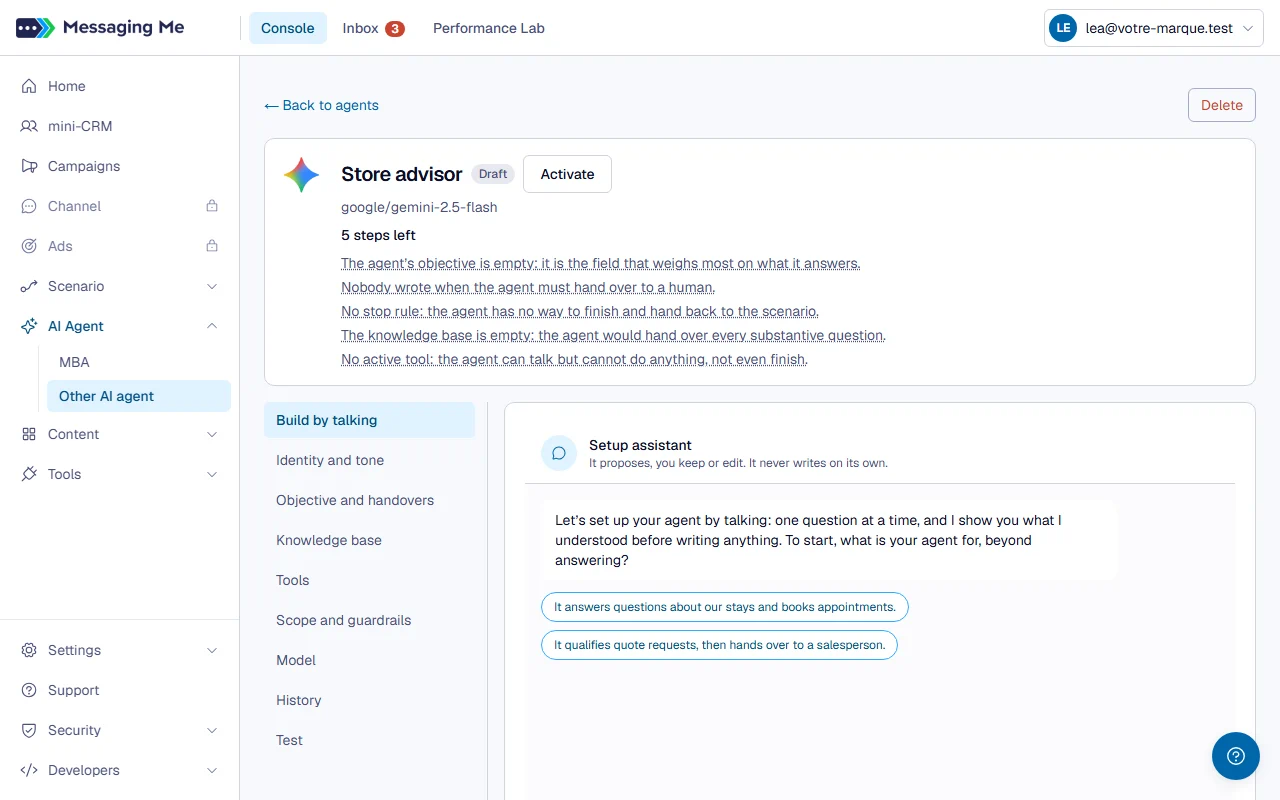 Messaging Me
Console
Inbox 3
Performance Lab
LE lea@votre-marque.test
Home
mini-CRM
Campaigns
Channel
Ads
Scenario
AI Agent
MBA
Other AI agent
Content
Tools
Settings
Support
Security
Developers
← Back to agents
Delete
Store advisor Draft Activate
google/gemini-2.5-flash
5 steps left
The agent's objective is empty: it is the field that weighs most on what it answers.
Nobody wrote when the agent must hand over to a human.
No stop rule: the agent has no way to finish and hand back to the scenario.
The knowledge base is empty: the agent would hand over every substantive question.
No active tool: the agent can talk but cannot do anything, not even finish.
Build by talking
Identity and tone
Objective and handovers
Knowledge base
Tools
Scope and guardrails
Model
History
Test
Setup assistant
It proposes, you keep or edit. It never writes on its own.
Let's set up your agent by talking: one question at a time, and I show you what I
understood before writing anything. To start, what is your agent for, beyond
answering?
It answers questions about our stays and books appointments.
It qualifies quote requests, then hands over to a salesperson.